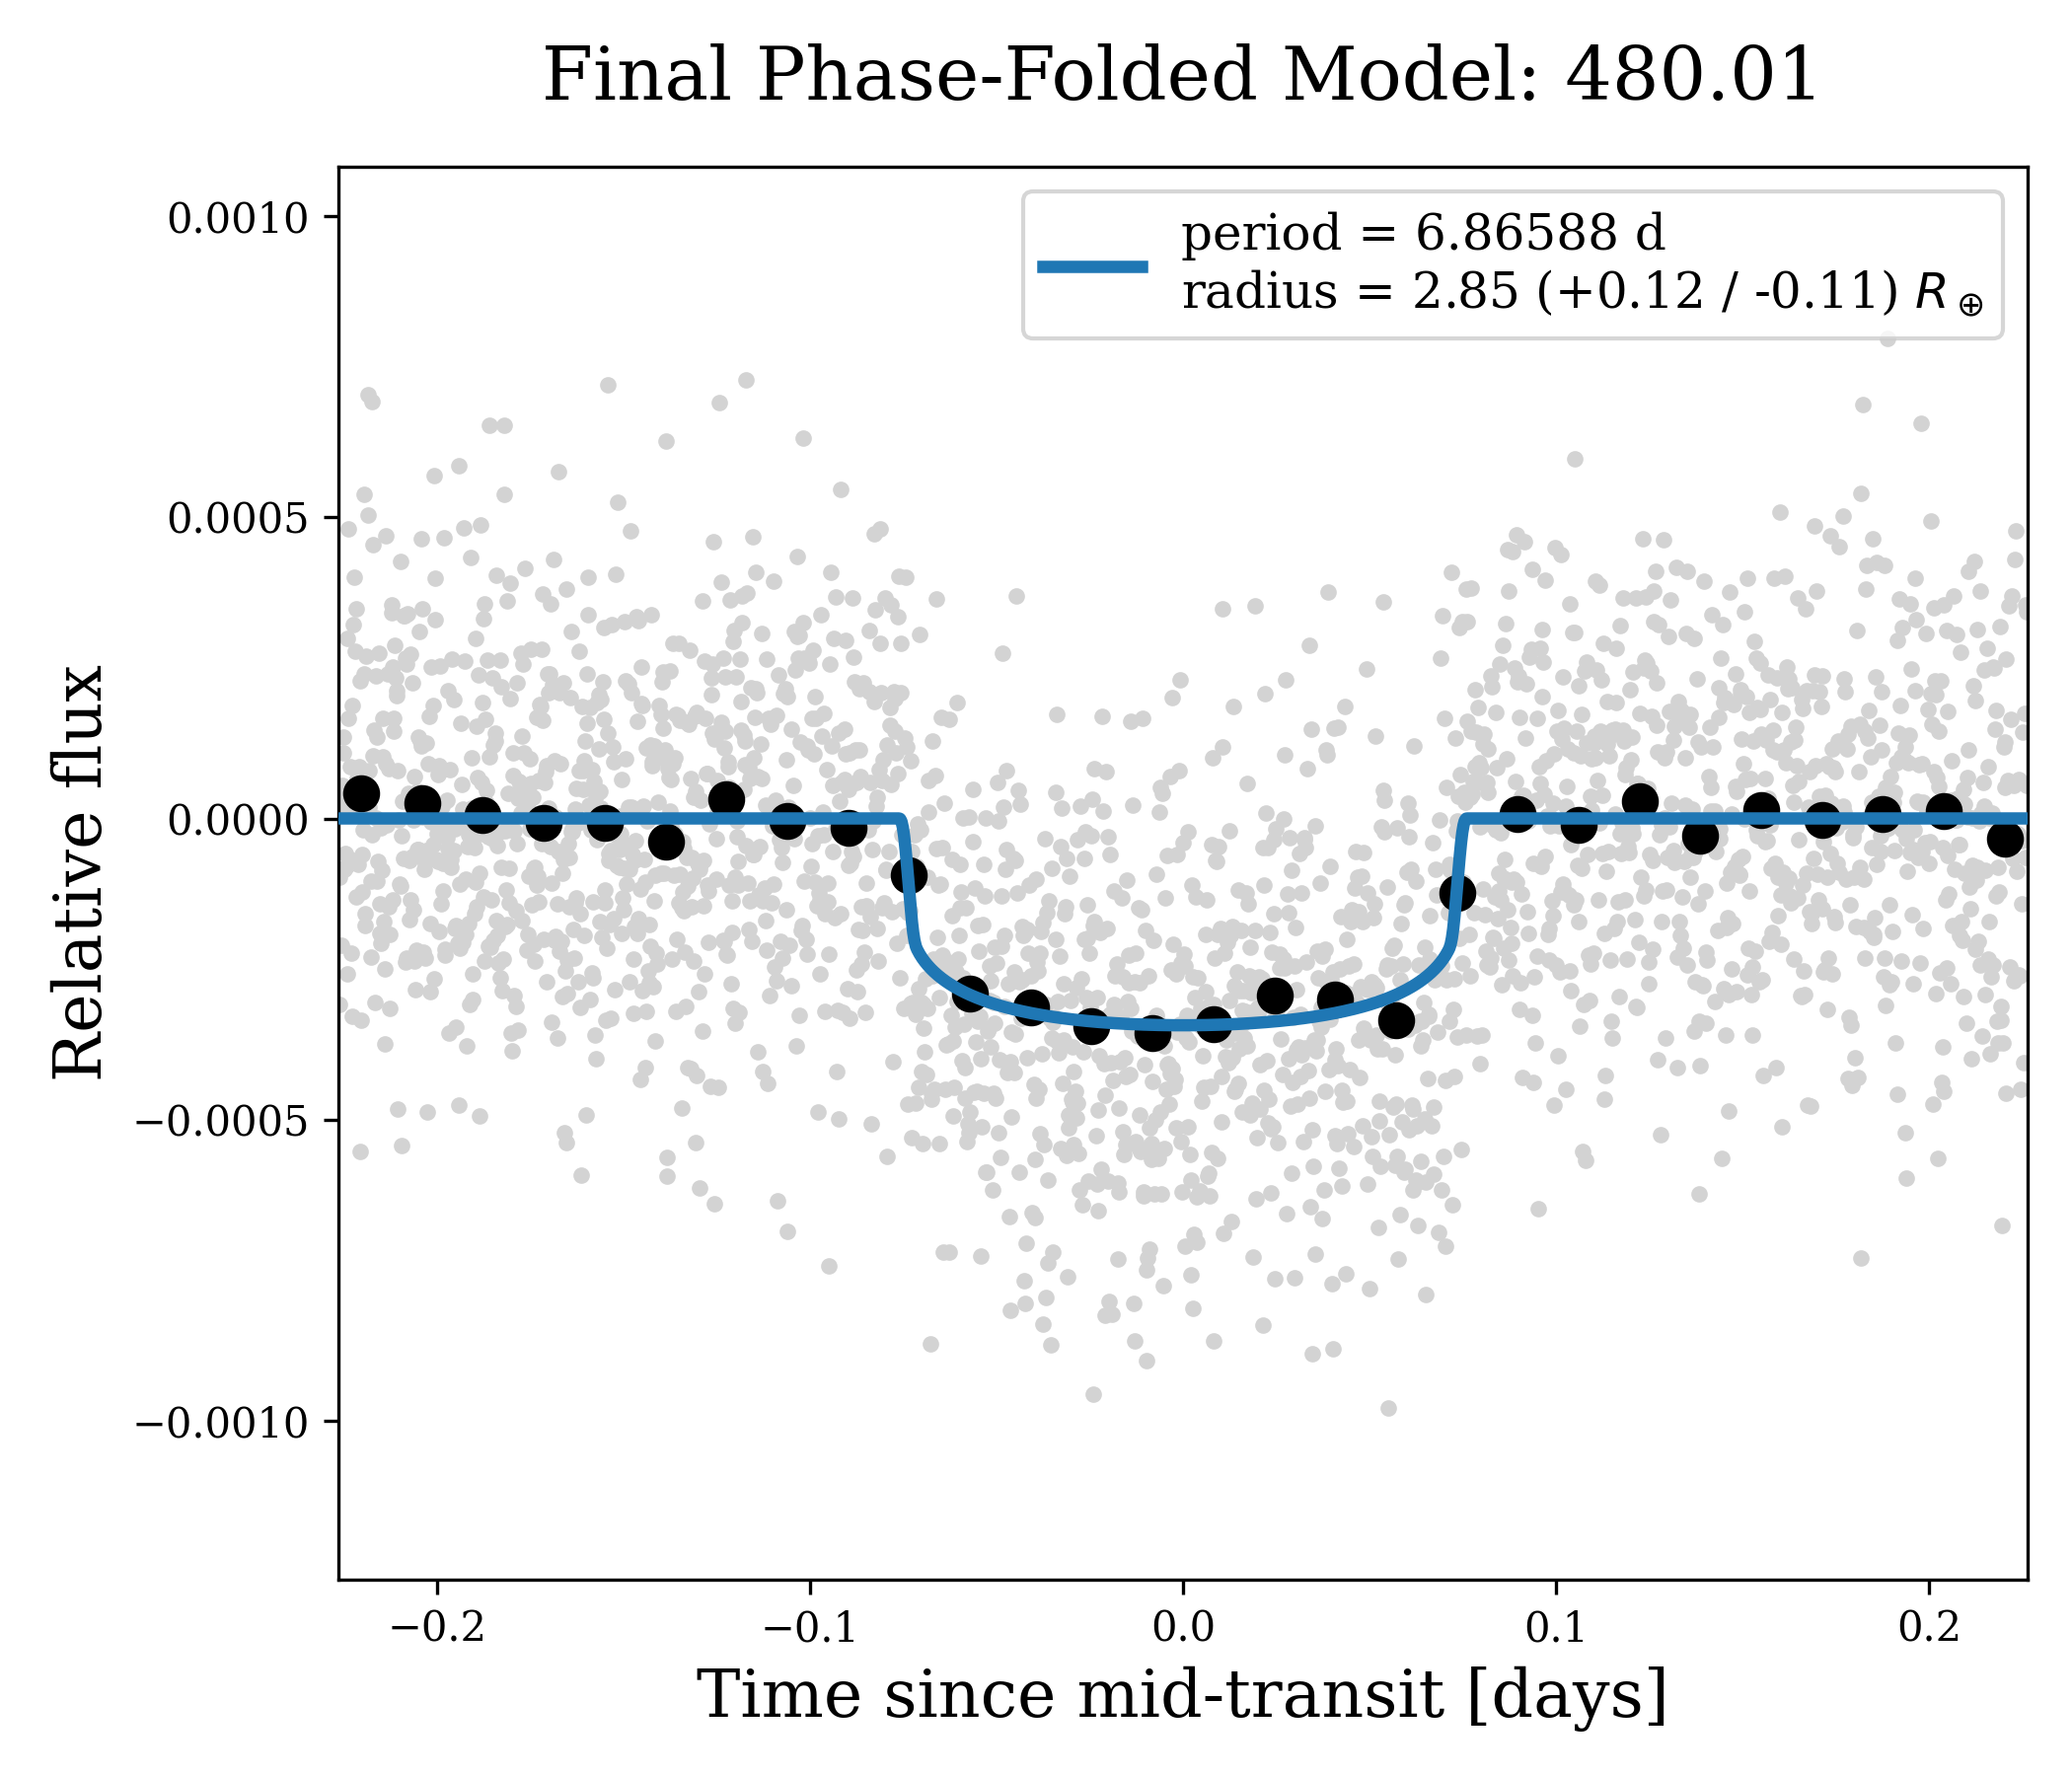 Final Phase-Folded Model: 480.01
period = 6.86588 d
radius = 2.85 (+0.12 / -0.11) R⊕
0.0010
0.0005
0.0000
−0.0005
−0.0010
Relative flux
−0.2 −0.1 0.0 0.1 0.2
Time since mid-transit [days]